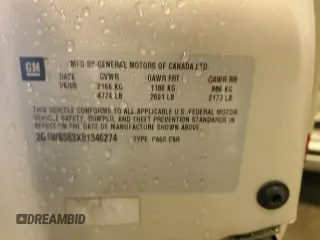 GM
MFD BY GENERAL MOTORS OF CANADA LTD.
DATE GVWR GAWR FRT GAWR RR
2166 KG 1180 KG 986 KG
4774 LB 2601 LB 2173 LB
THIS VEHICLE CONFORMS TO ALL APPLICABLE U.S. FEDERAL
MOTOR VEHICLE SAFETY, BUMPER, AND THEFT PREVENTION STANDARDS
IN EFFECT ON THE DATE OF MANUFACTURE SHOWN ABOVE.
TYPE: PASS CAR
DREAMBID